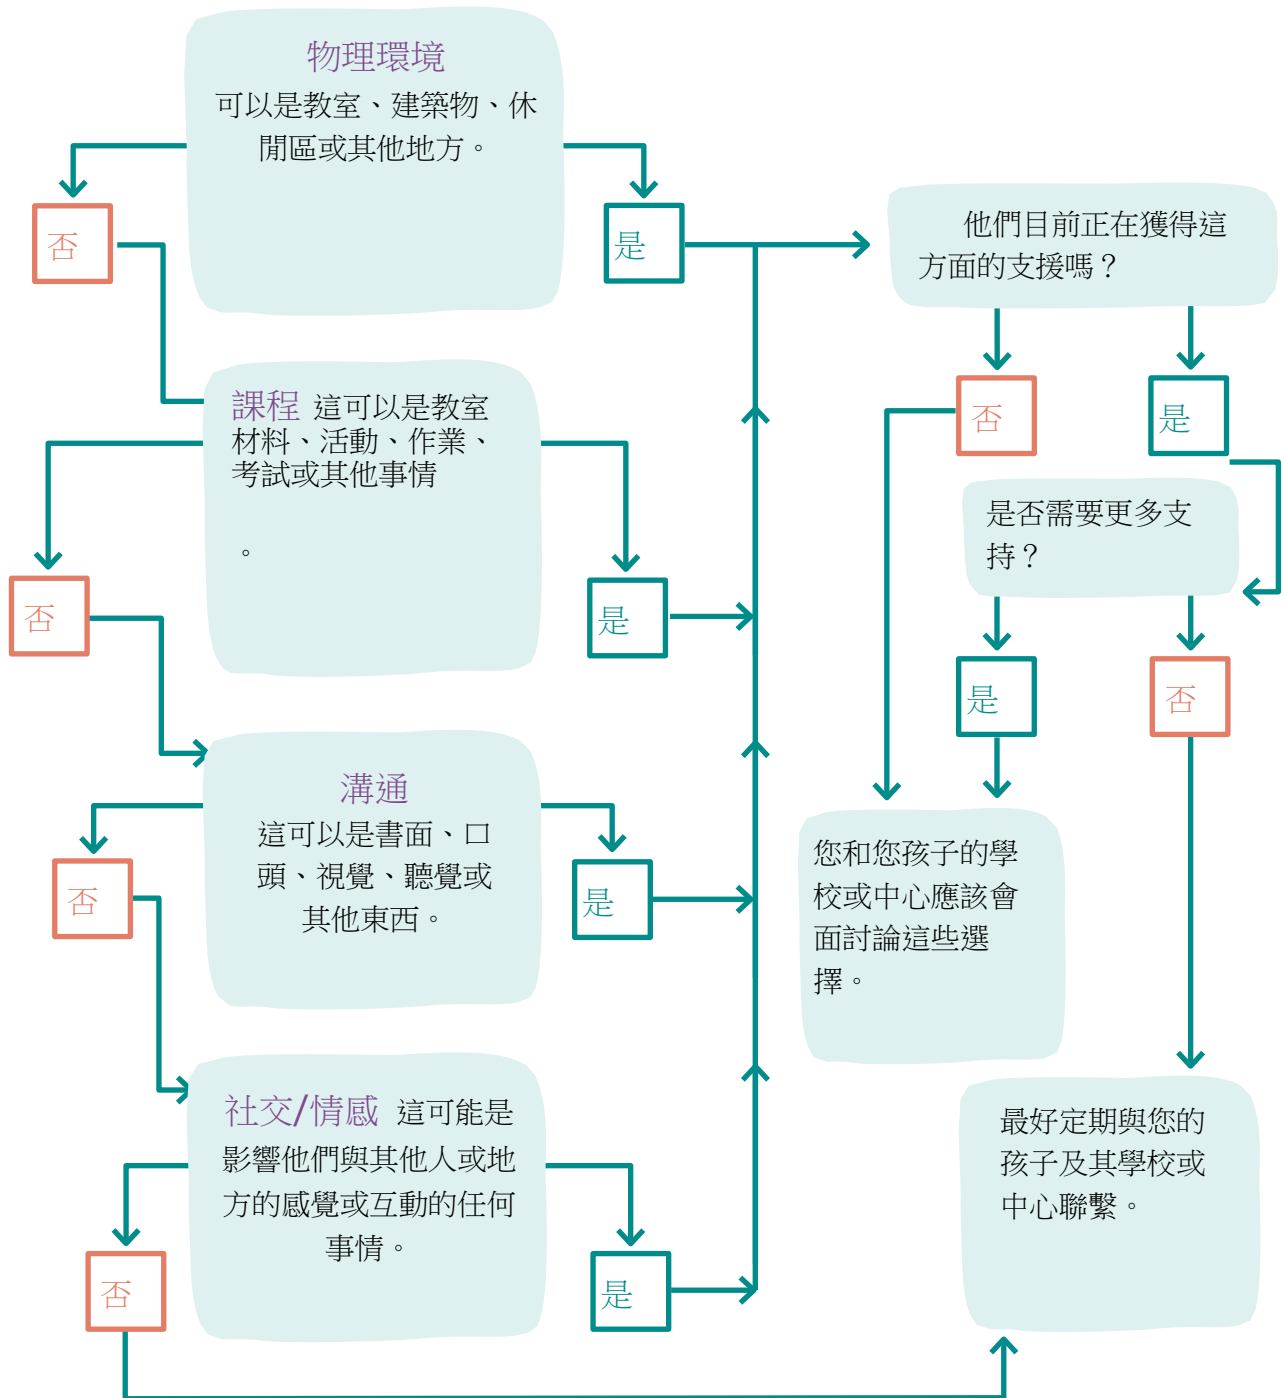 物理環境
可以是教室、建築物、休
閒區或其他地方。
否
是
課程 這可以是教室
材料、活動、作業、
考試或其他事情
。
否
是
溝通
這可以是書面、口
頭、視覺、聽覺或
其他東西。
否
是
社交/情感 這可能是
影響他們與其他人或地
方的感覺或互動的任何
事情。
否
是
他們目前正在獲得這
方面的支援嗎？
否
是
是否需要更多支
持？
是
否
您和您孩子的學
校或中心應該會
面討論這些選
擇。
最好定期與您的
孩子及其學校或
中心聯繫。